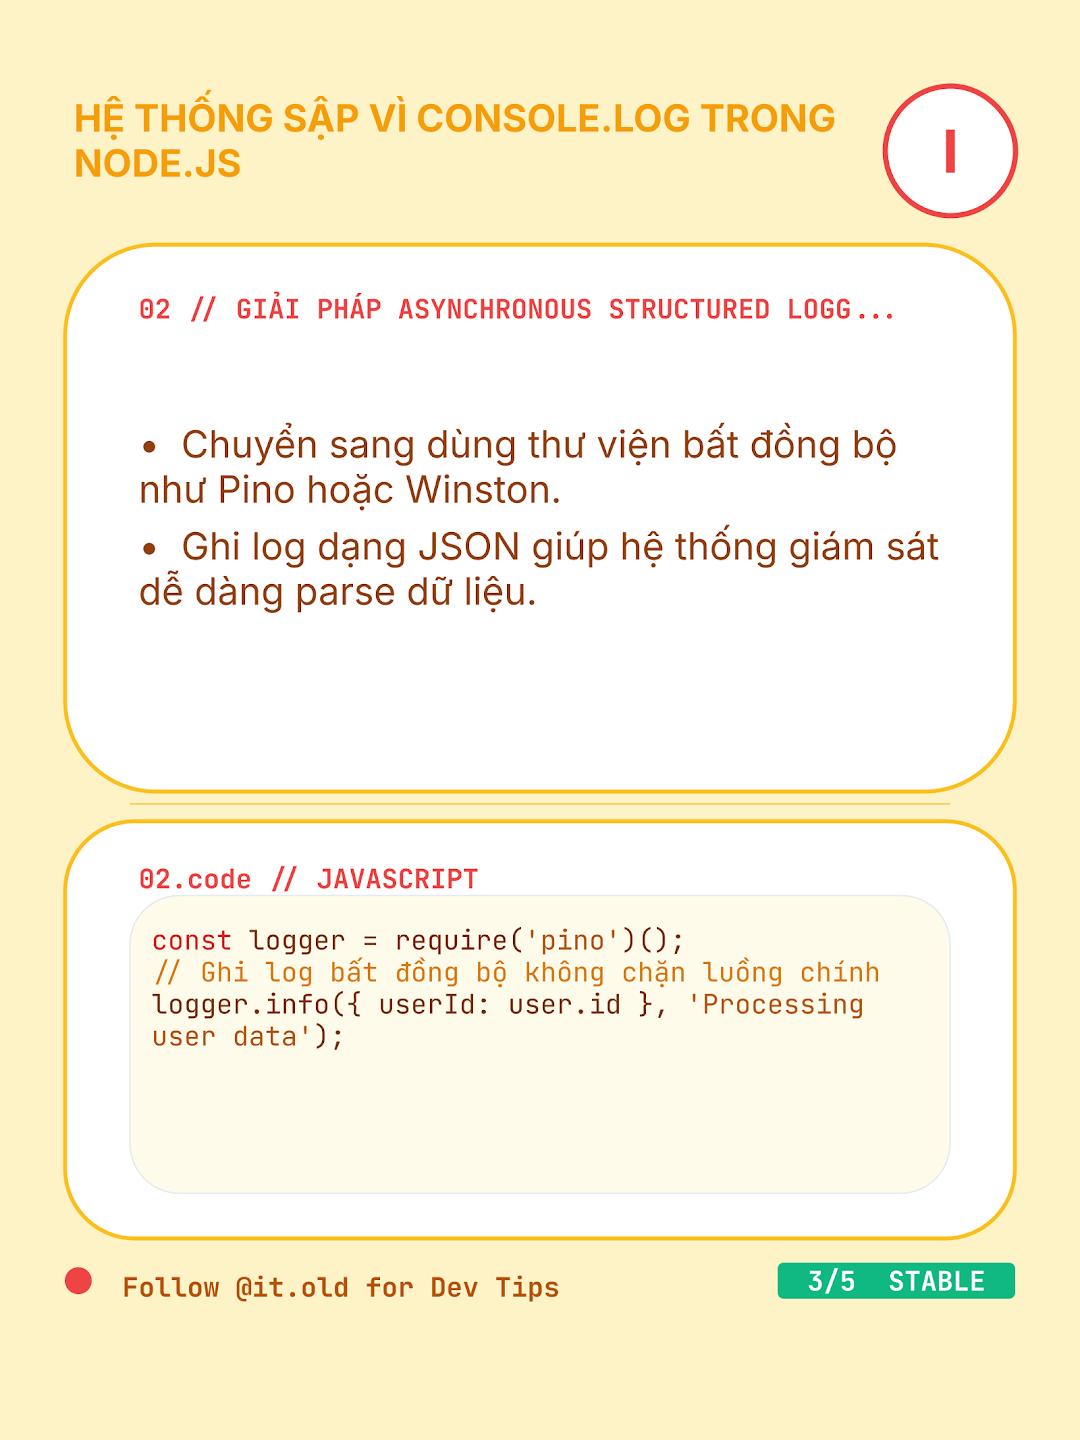 HỆ THỐNG SẬP VÌ CONSOLE.LOG TRONG
NODE.JS
I
02 // GIẢI PHÁP ASYNCHRONOUS STRUCTURED LOGG...
• Chuyển sang dùng thư viện bất đồng bộ
như Pino hoặc Winston.
• Ghi log dạng JSON giúp hệ thống giám sát
dễ dàng parse dữ liệu.
02.code // JAVASCRIPT
const logger = require('pino')();
// Ghi log bất đồng bộ không chặn luồng chính
logger.info({ userId: user.id }, 'Processing
user data');
Follow @it.old for Dev Tips
3/5 STABLE